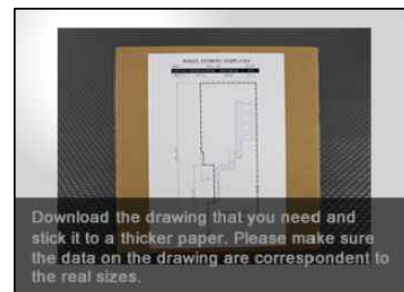 Download the drawing that you need and
stick it to a thicker paper. Please make sure
the data on the drawing are correspondent to
the real sizes.